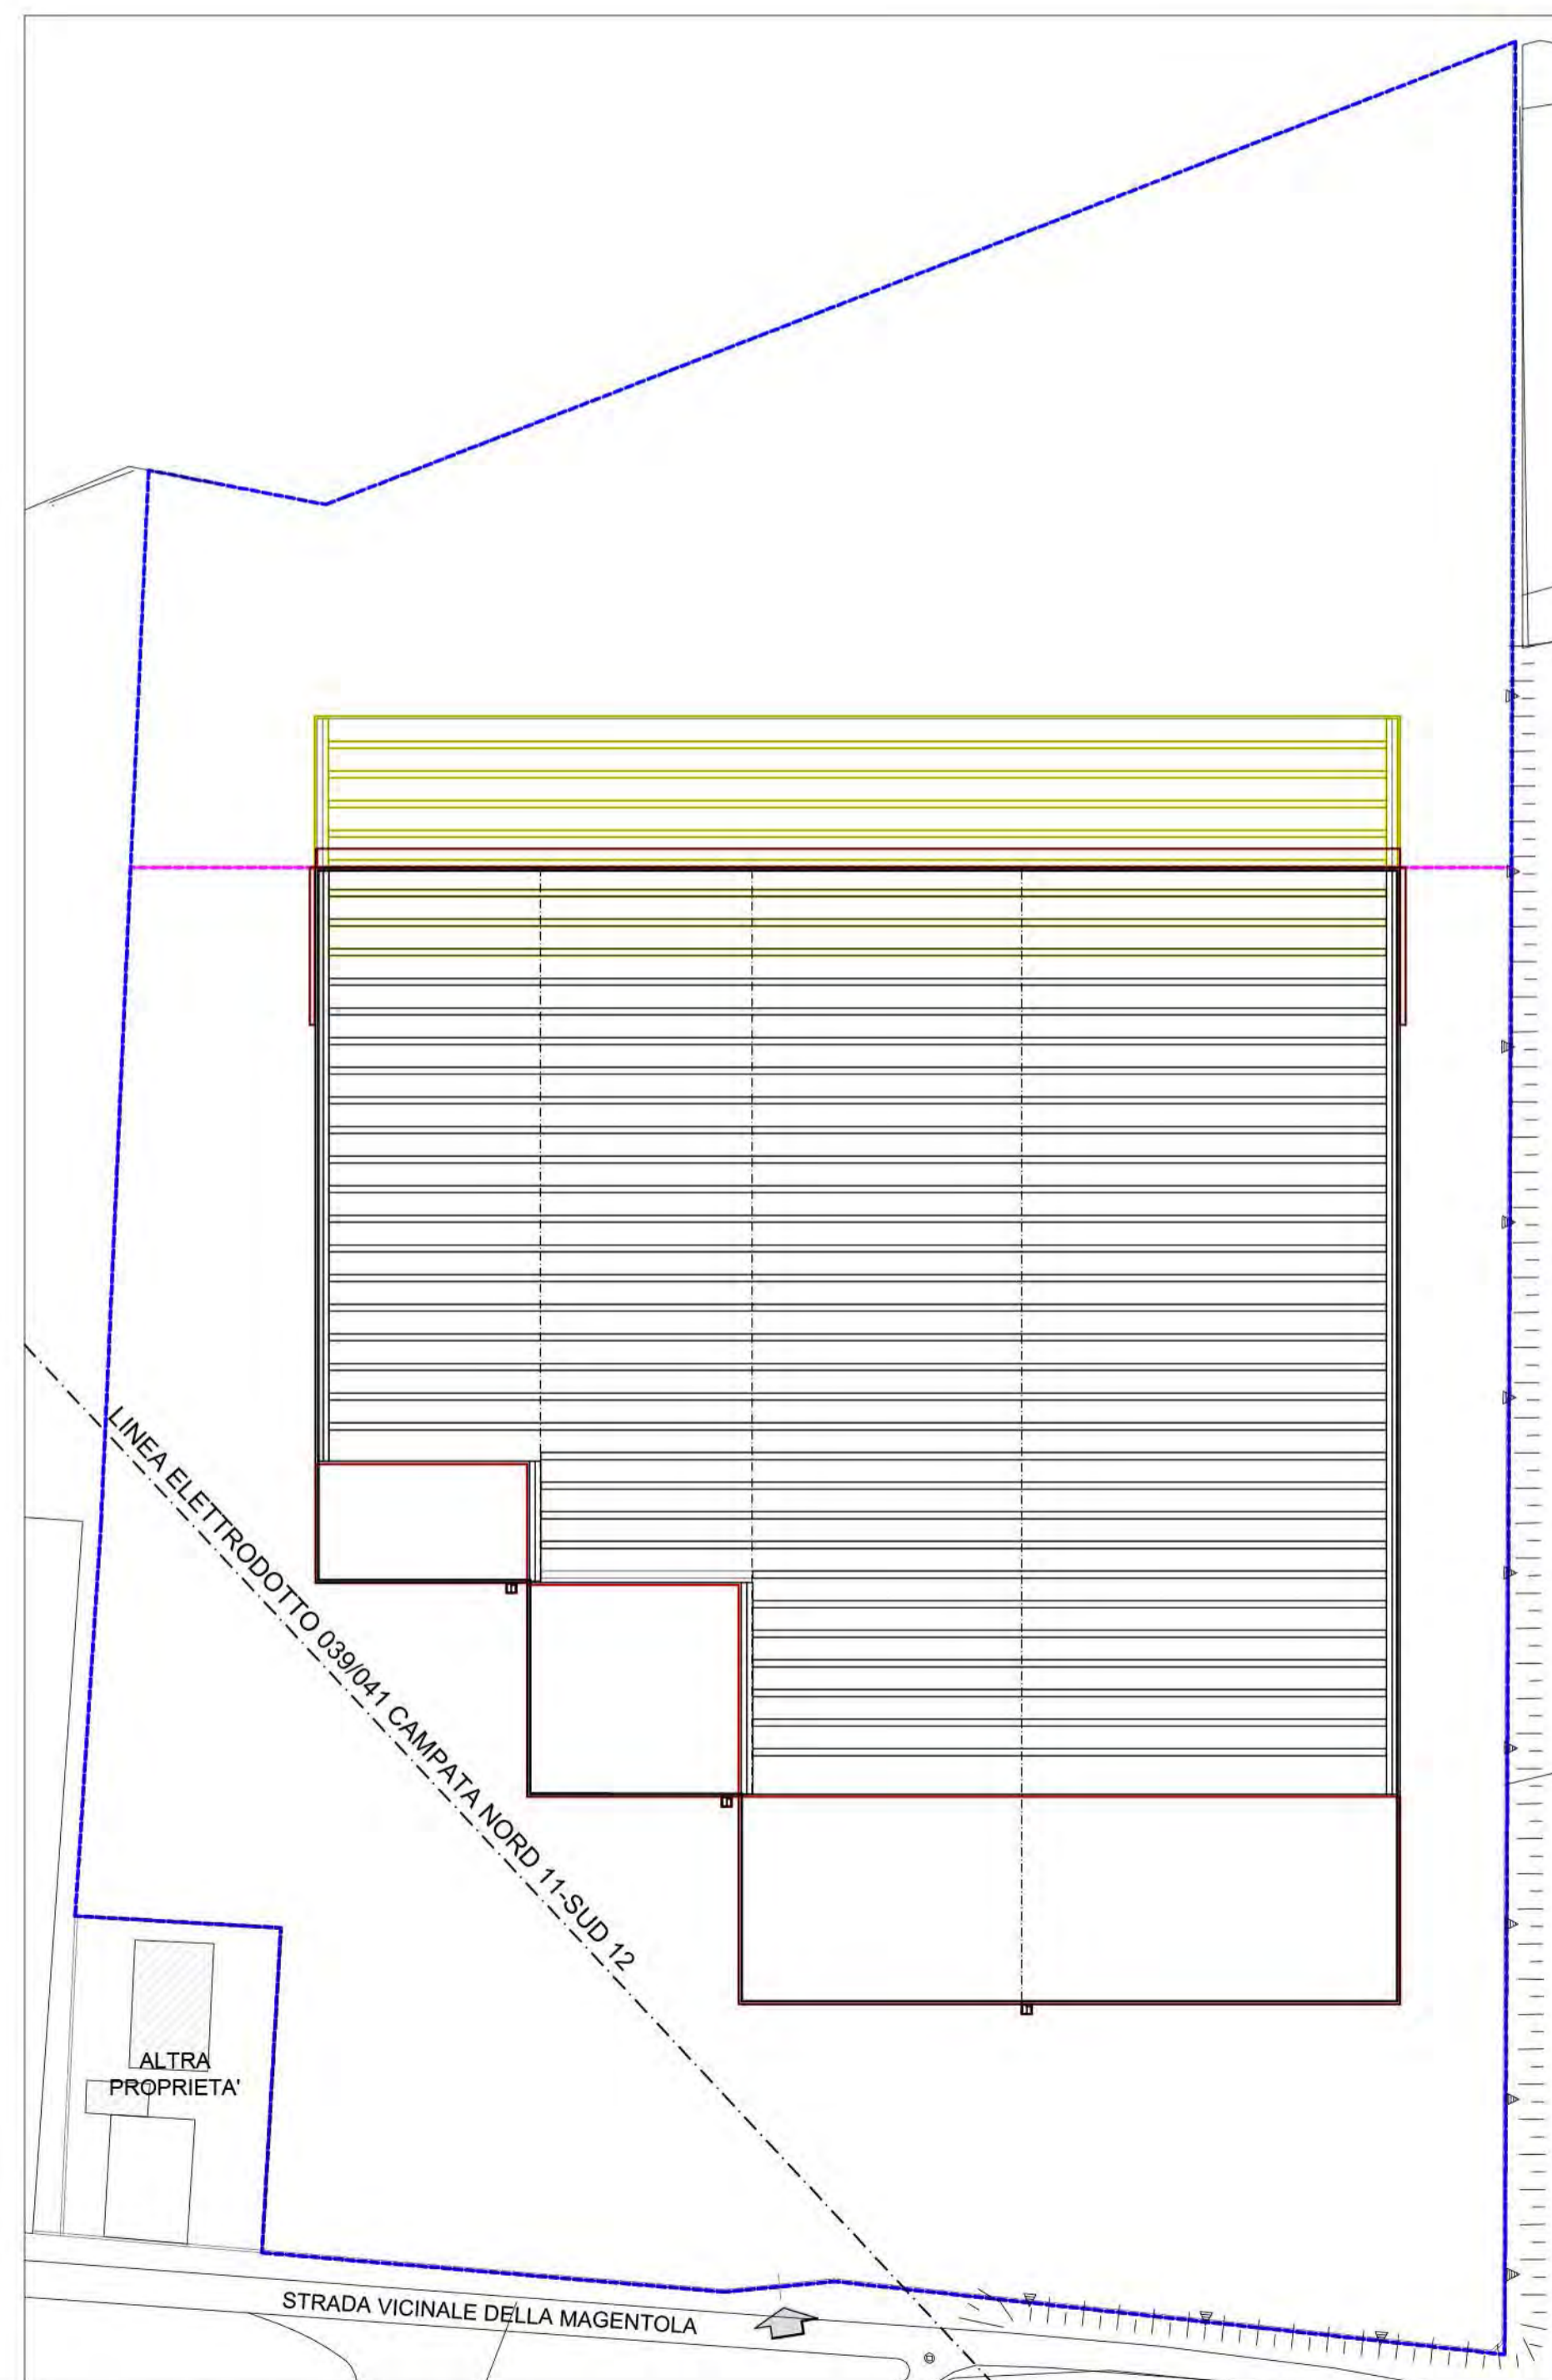 LINEA ELETTRODOTTO 039/041 CAMPATA NORD 11-SUD 12
ALTRA
PROPRIETA'
STRADA VICINALE DELLA MAGENTOLA